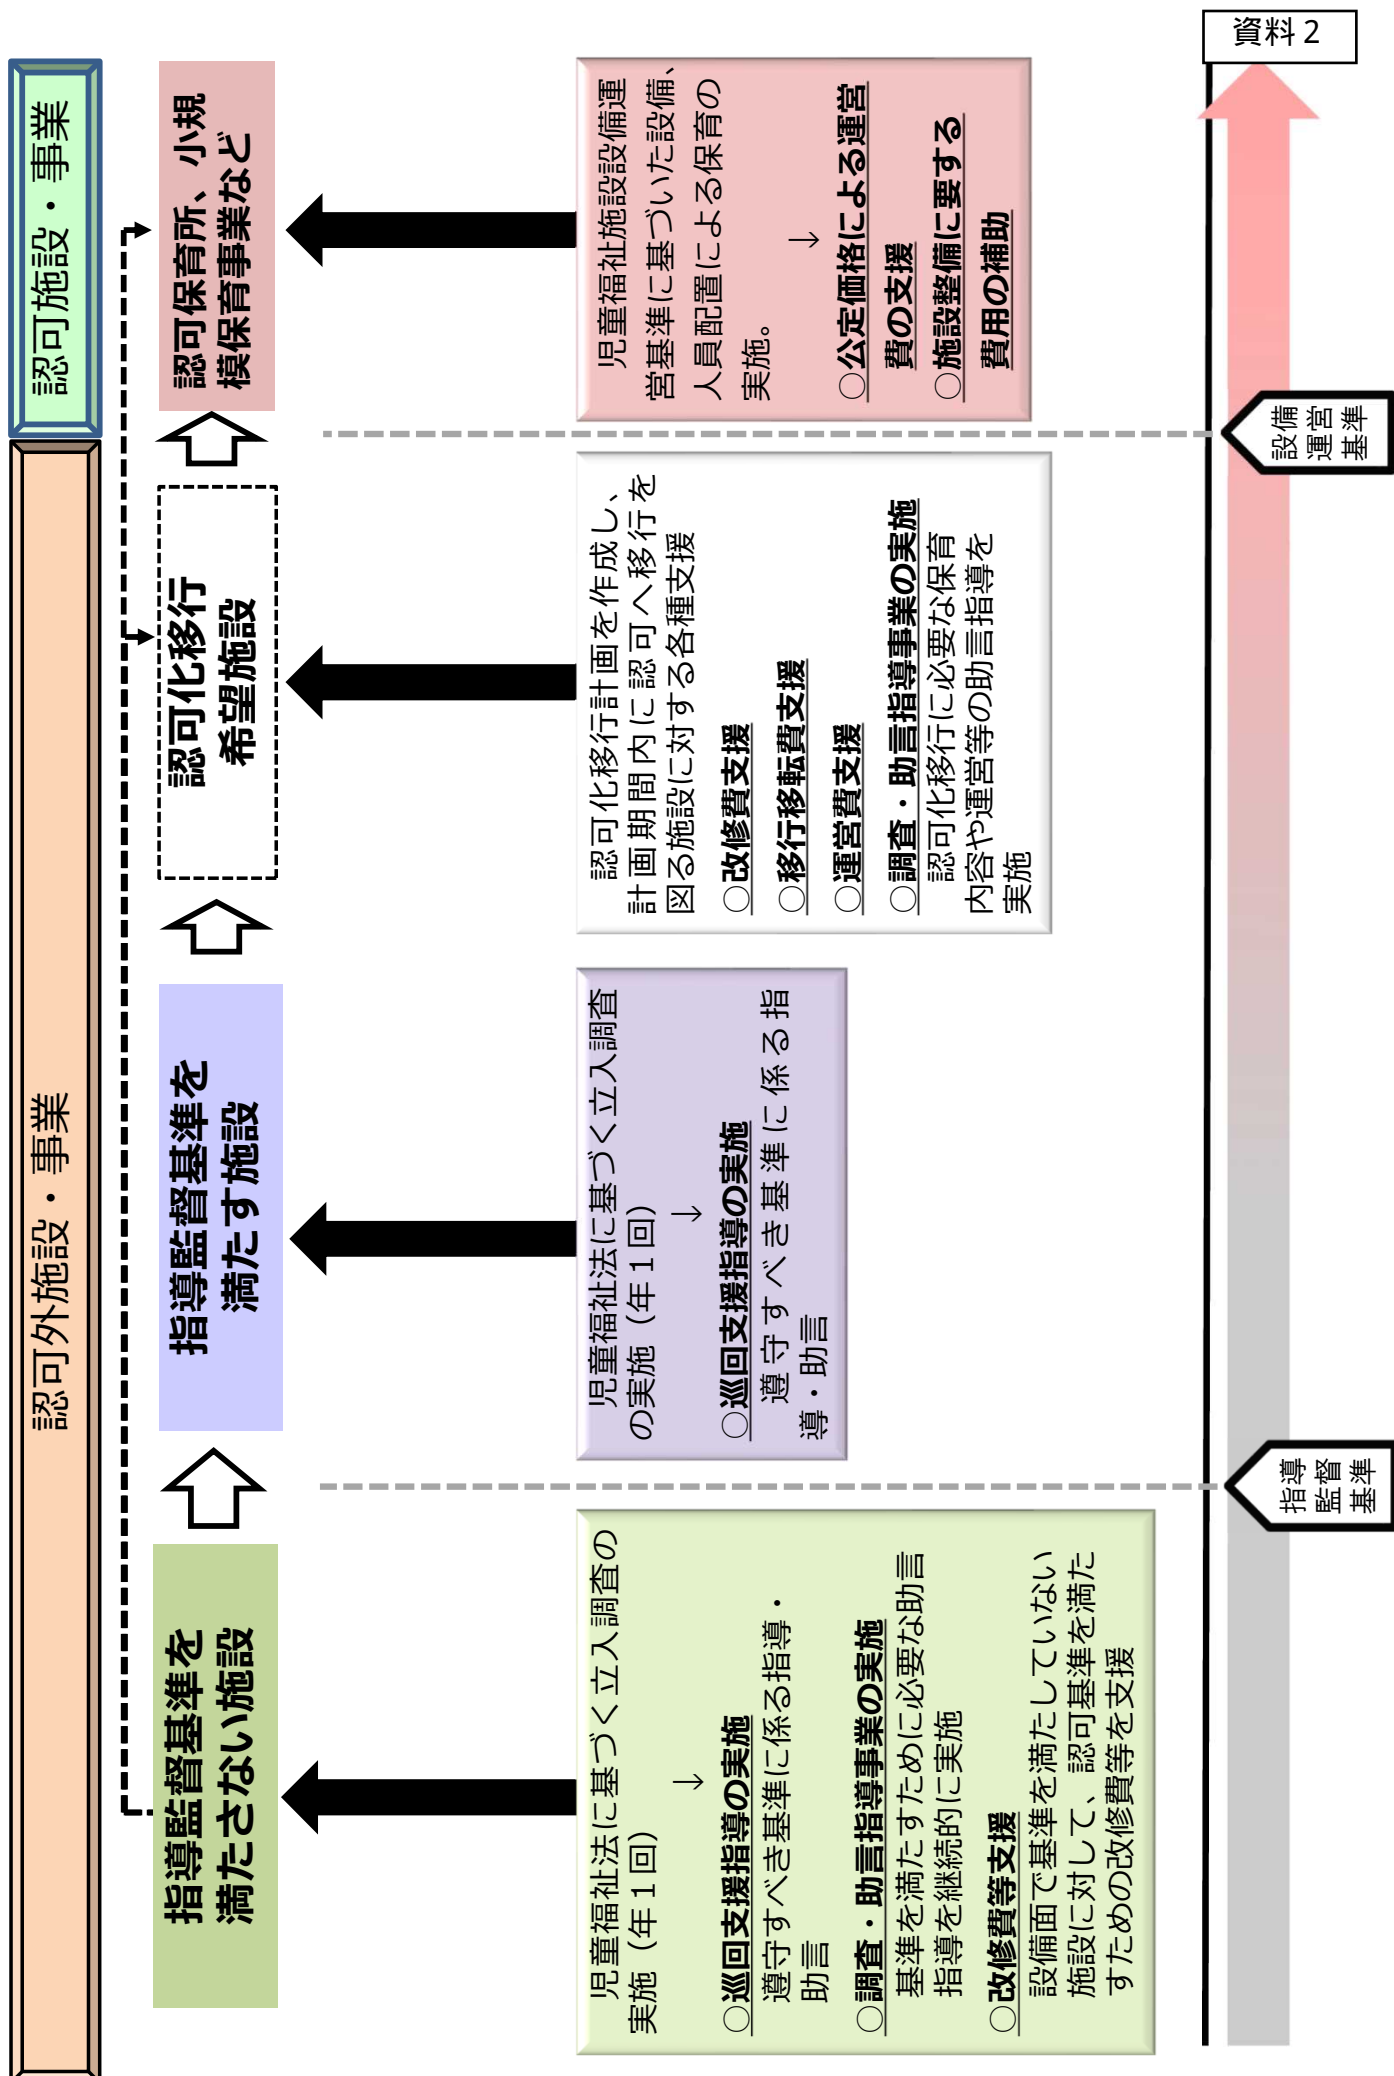 資料２
認可外施設・事業
認可施設・事業
指導監督基準を
満たさない施設
指導監督基準を
満たす施設
認可化移行
希望施設
認可保育所、小規
模保育事業など
児童福祉法に基づく立入調査の
実施（年１回）
↓
○巡回支援指導の実施
遵守すべき基準に係る指導・
助言
○調査・助言指導事業の実施
基準を満たすために必要な助言
指導を継続的に実施
○改修費等支援
設備面で基準を満たしていない
施設に対して、認可基準を満た
すための改修費等を支援
児童福祉法に基づく立入調査
の実施（年１回）
↓
○巡回支援指導の実施
遵守すべき基準に係る指
導・助言
認可化移行計画を作成し、
計画期間内に認可へ移行を
図る施設に対する各種支援
○改修費支援
○移行移転費支援
○運営費支援
○調査・助言指導事業の実施
認可化移行に必要な保育
内容や運営等の助言指導を
実施
児童福祉施設設備運
営基準に基づいた設備、
人員配置による保育の
実施。
↓
○公定価格による運営
費の支援
○施設整備に要する
費用の補助
指導
監督
基準
設備
運営
基準